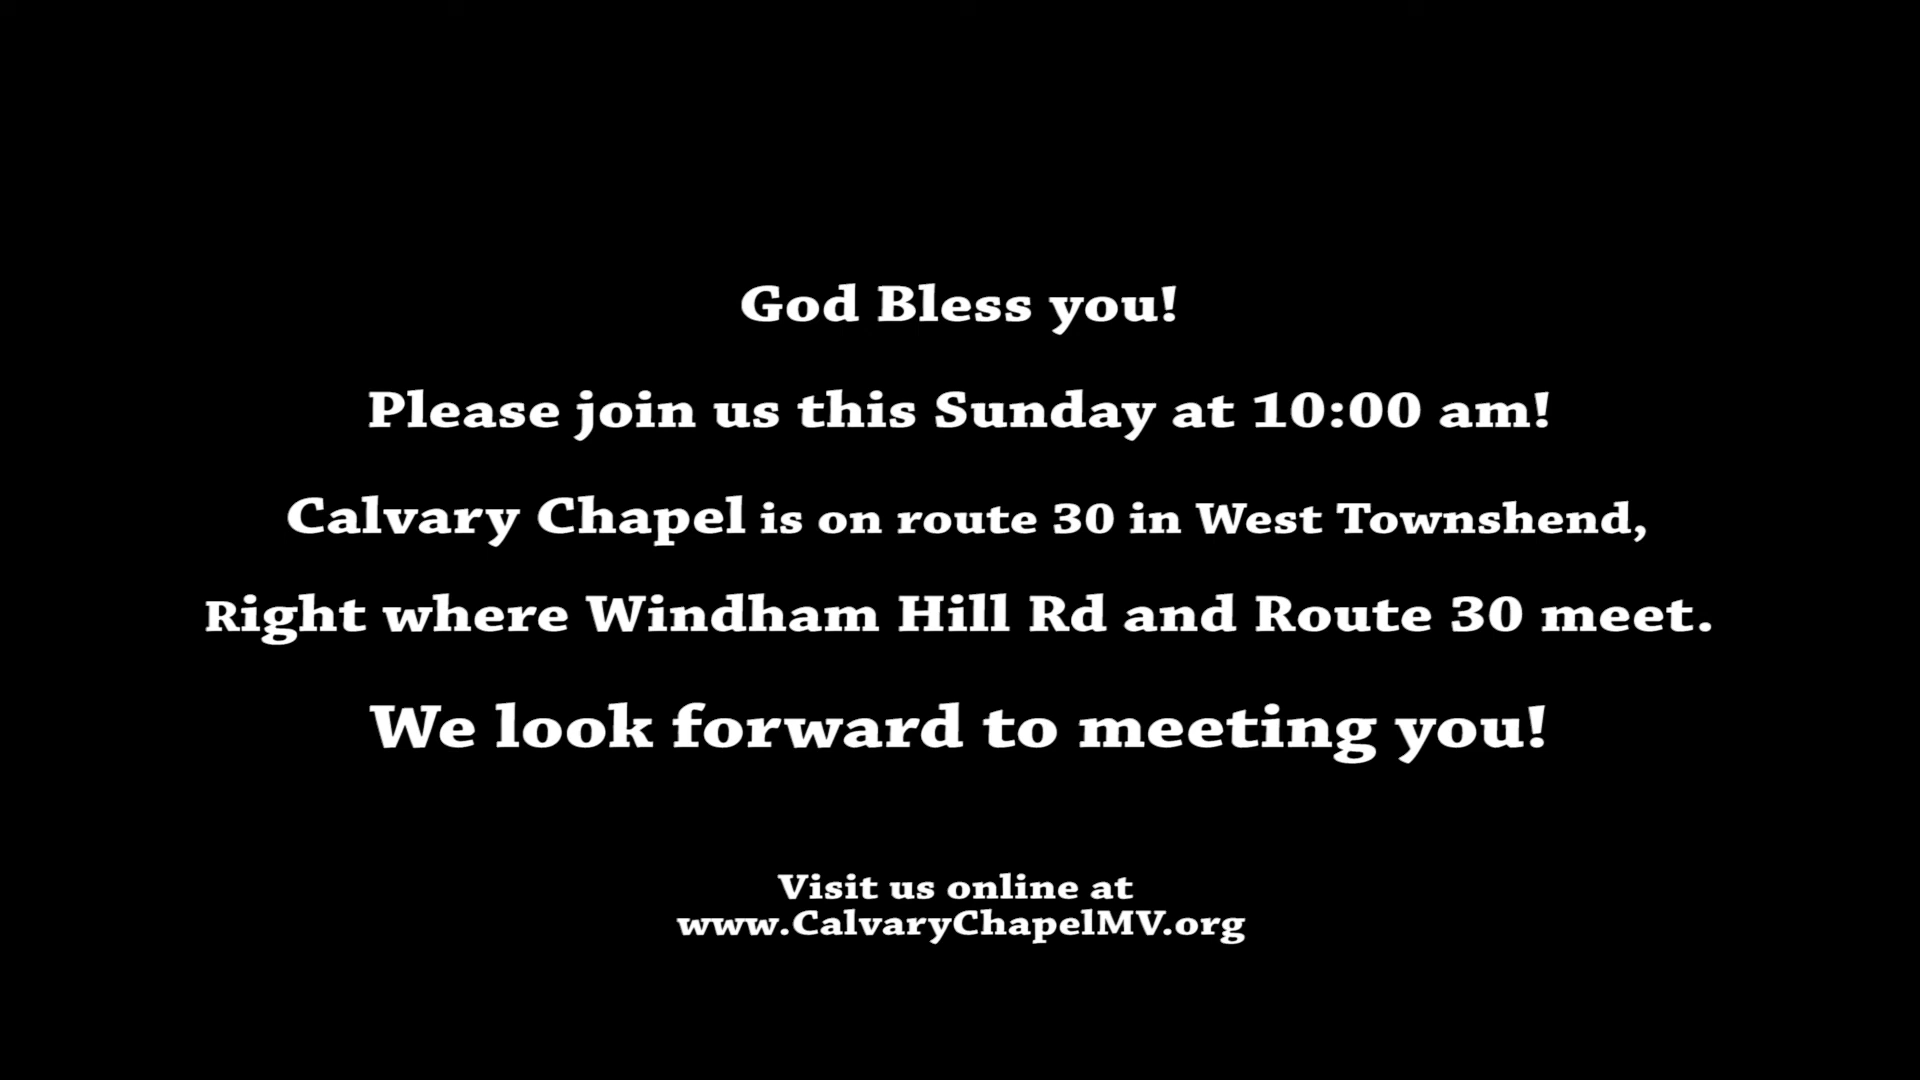 God Bless you!
Please join us this Sunday at 10:00 am!
Calvary Chapel is on route 30 in West Townshend,
Right where Windham Hill Rd and Route 30 meet.
We look forward to meeting you!
Visit us online at
www.CalvaryChapelMV.org